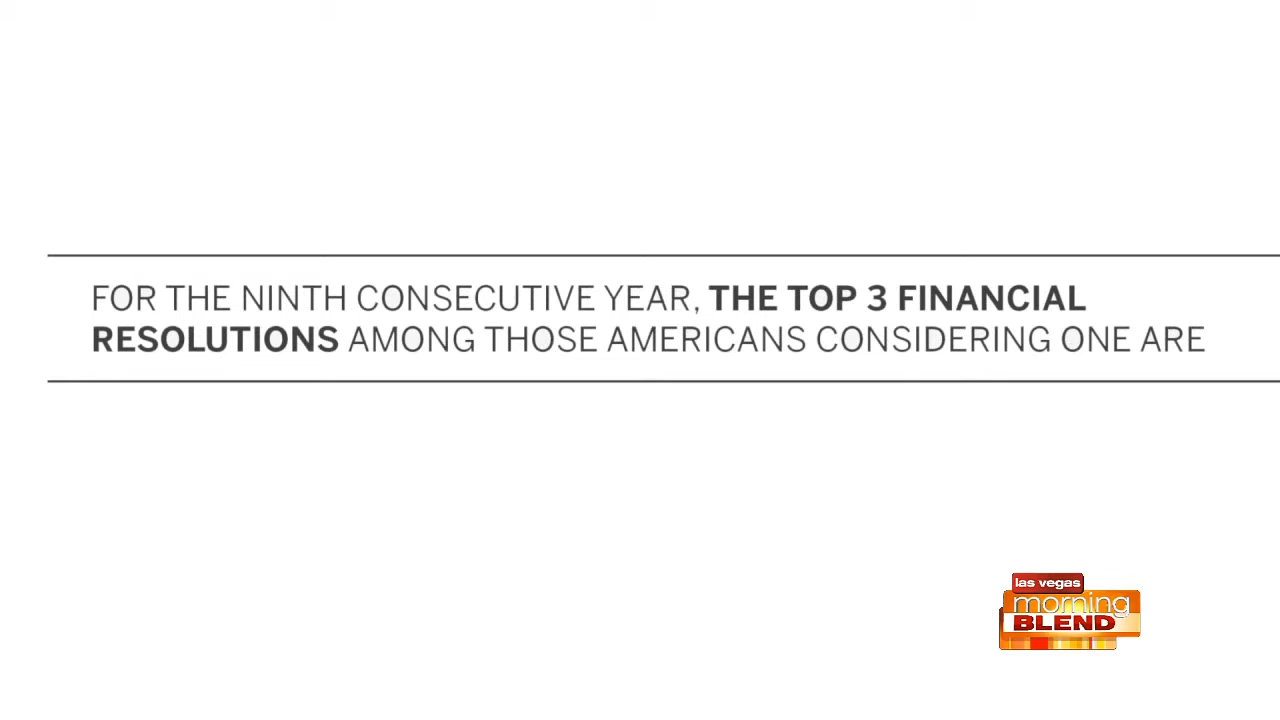 FOR THE NINTH CONSECUTIVE YEAR, THE TOP 3 FINANCIAL
RESOLUTIONS AMONG THOSE AMERICANS CONSIDERING ONE ARE
las vegas
morning
BLEND